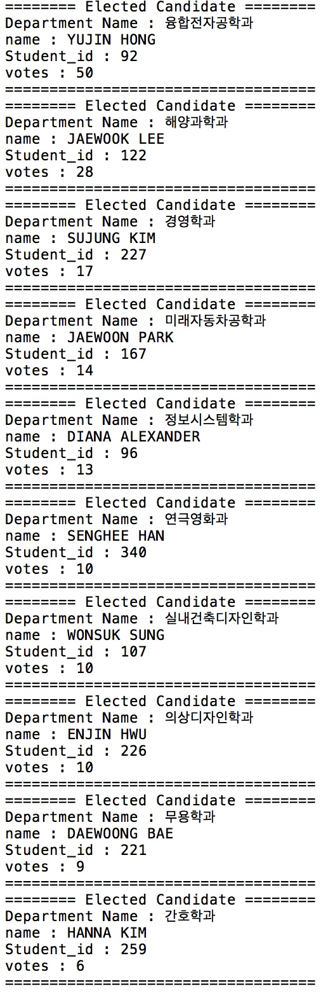 ======== Elected Candidate ========
Department Name : 융합전자공학과
name : YUJIN HONG
Student_id : 92
votes : 50
===================================
======== Elected Candidate ========
Department Name : 해양과학과
name : JAEWOOK LEE
Student_id : 122
votes : 28
===================================
======== Elected Candidate ========
Department Name : 경영학과
name : SUJUNG KIM
Student_id : 227
votes : 17
===================================
======== Elected Candidate ========
Department Name : 미래자동차공학과
name : JAEWOON PARK
Student_id : 167
votes : 14
===================================
======== Elected Candidate ========
Department Name : 정보시스템학과
name : DIANA ALEXANDER
Student_id : 96
votes : 13
===================================
======== Elected Candidate ========
Department Name : 연극영화과
name : SENGHEE HAN
Student_id : 340
votes : 10
===================================
======== Elected Candidate ========
Department Name : 실내건축디자인학과
name : WONSUK SUNG
Student_id : 107
votes : 10
===================================
======== Elected Candidate ========
Department Name : 의상디자인학과
name : ENJIN HWU
Student_id : 226
votes : 10
===================================
======== Elected Candidate ========
Department Name : 무용학과
name : DAEWOONG BAE
Student_id : 221
votes : 9
===================================
======== Elected Candidate ========
Department Name : 간호학과
name : HANNA KIM
Student_id : 259
votes : 6
===================================